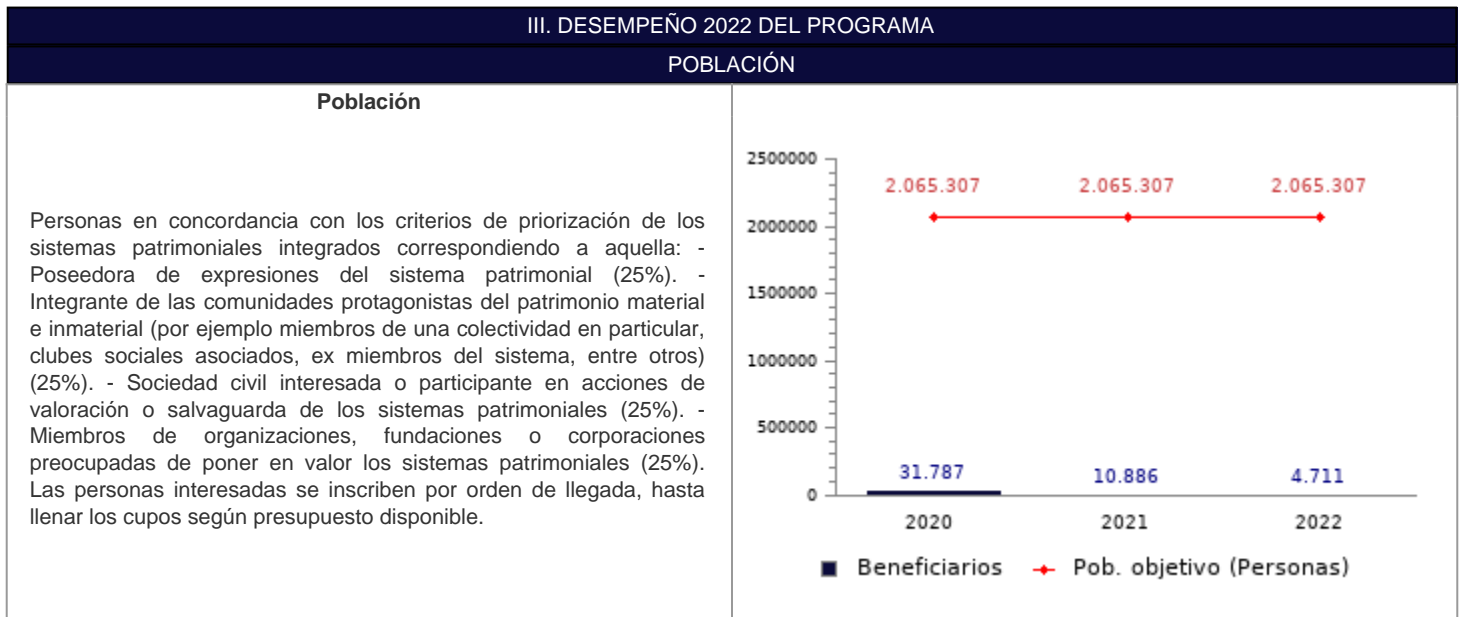 III. DESEMPEÑO 2022 DEL PROGRAMA
POBLACIÓN
Población
Personas en concordancia con los criterios de priorización de los
sistemas patrimoniales integrados correspondiendo a aquella: -
Poseedora de expresiones del sistema patrimonial (25%). -
Integrante de las comunidades protagonistas del patrimonio material
e inmaterial (por ejemplo miembros de una colectividad en particular,
clubes sociales asociados, ex miembros del sistema, entre otros)
(25%). - Sociedad civil interesada o participante en acciones de
valoración o salvaguarda de los sistemas patrimoniales (25%). -
Miembros de organizaciones, fundaciones o corporaciones
preocupadas de poner en valor los sistemas patrimoniales (25%).
Las personas interesadas se inscriben por orden de llegada, hasta
llenar los cupos según presupuesto disponible.
2500000
2.065.307 2.065.307 2.065.307
2000000
1500000
1000000
500000
31.787 10.886 4.711
0
2020 2021 2022
Beneficiarios Pob. objetivo (Personas)